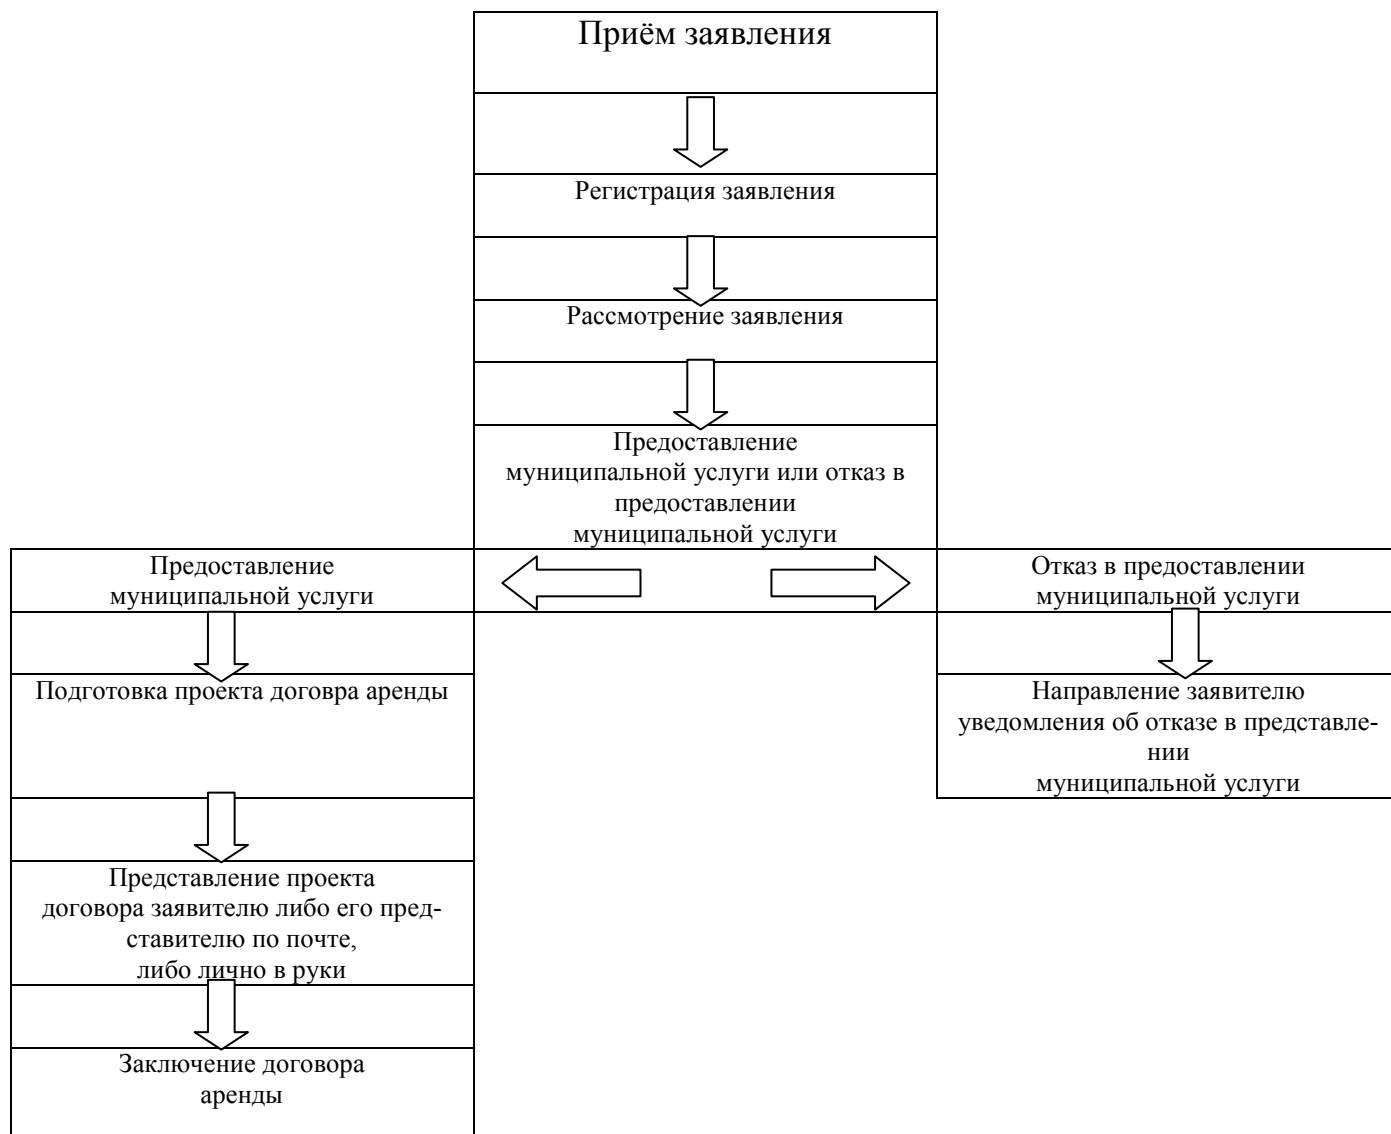 Приём заявления
Регистрация заявления
Рассмотрение заявления
Предоставление
муниципальной услуги или отказ в
предоставлении
муниципальной услуги
Предоставление
муниципальной услуги
Отказ в предоставлении
муниципальной услуги
Подготовка проекта договра аренды
Направление заявителю
уведомления об отказе в представле-
нии
муниципальной услуги
Представление проекта
договора заявителю либо его пред-
ставителю по почте,
либо лично в руки
Заключение договора
аренды